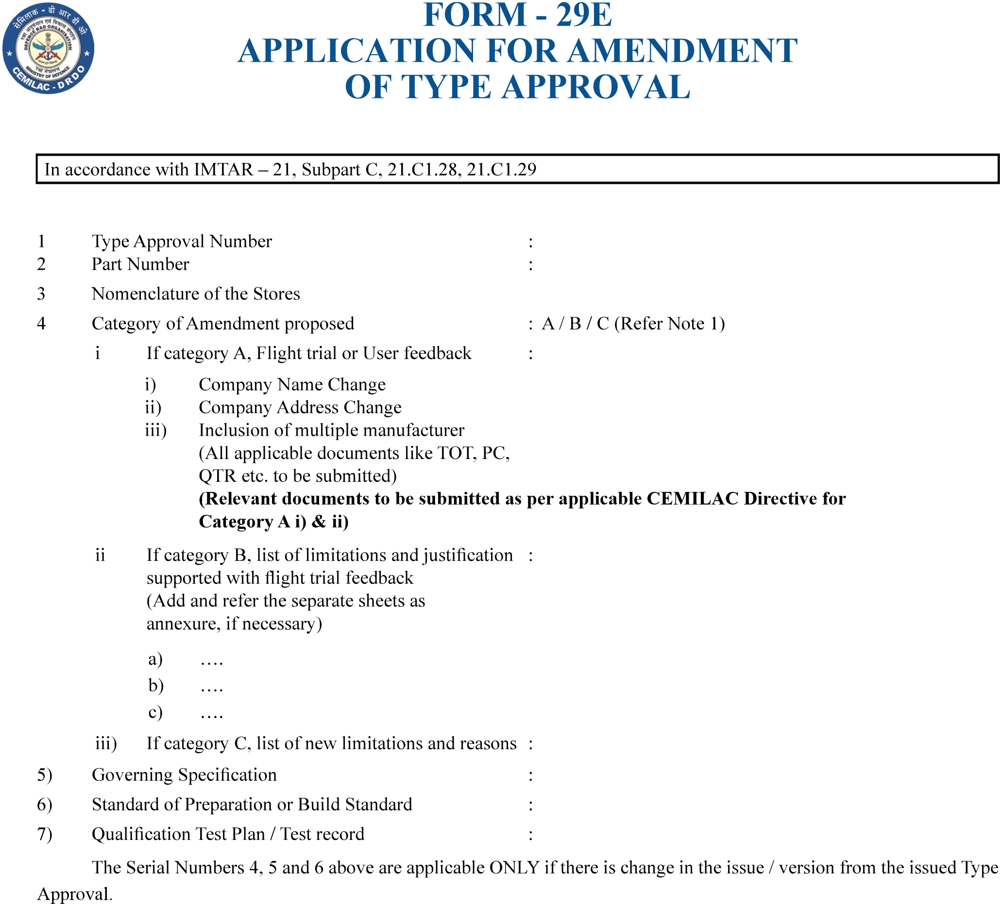 सेमिलाक - डी आर डी ओ
रक्षा अनुसंधान एवं विकास संगठन
DEFENCE R&D ORGANISATION
रक्षा मंत्रालय
MINISTRY OF DEFENCE
CEMILAC - DRDO
FORM - 29E
APPLICATION FOR AMENDMENT
OF TYPE APPROVAL
In accordance with IMTAR – 21, Subpart C, 21.C1.28, 21.C1.29
1 Type Approval Number :
2 Part Number :
3 Nomenclature of the Stores
4 Category of Amendment proposed : A / B / C (Refer Note 1)
i If category A, Flight trial or User feedback :
i) Company Name Change
ii) Company Address Change
iii) Inclusion of multiple manufacturer
(All applicable documents like TOT, PC,
QTR etc. to be submitted)
(Relevant documents to be submitted as per applicable CEMILAC Directive for
Category A i) & ii)
ii If category B, list of limitations and justification :
supported with flight trial feedback
(Add and refer the separate sheets as
annexure, if necessary)
a) ….
b) ….
c) ….
iii) If category C, list of new limitations and reasons :
5) Governing Specification :
6) Standard of Preparation or Build Standard :
7) Qualification Test Plan / Test record :
The Serial Numbers 4, 5 and 6 above are applicable ONLY if there is change in the issue / version from the issued Type
Approval.